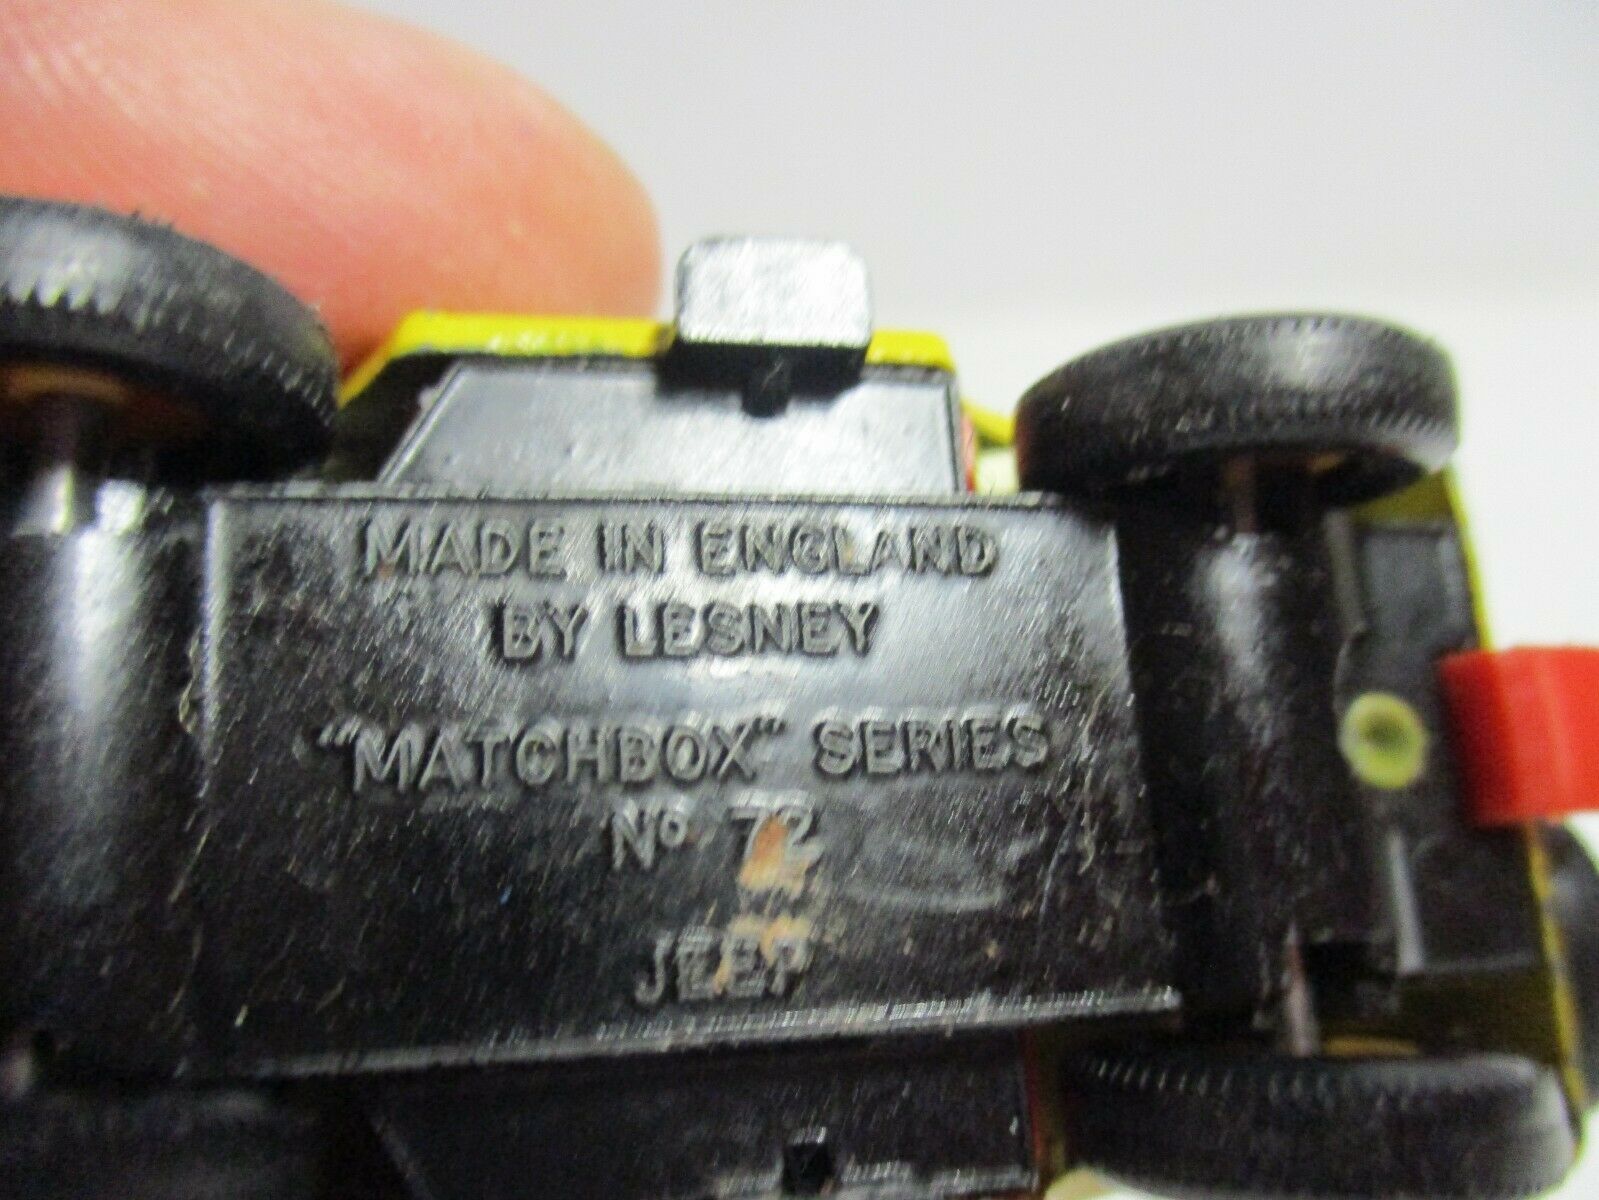 MADE IN ENGLAND
BY LESNEY
"MATCHBOX" SERIES
Nº 72
JEEP